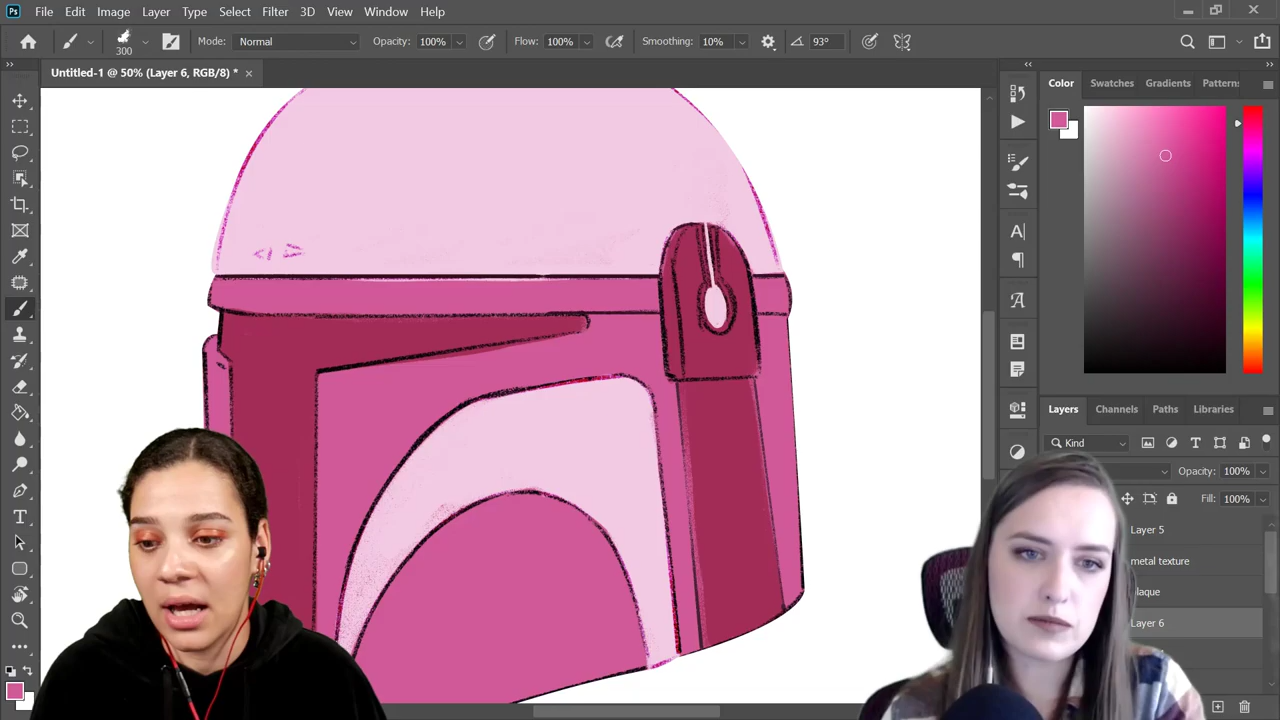 File Edit Image Layer Type Select Filter 3D View Window Help
300 Mode: Normal Opacity: 100% Flow: 100% Smoothing: 10% 93°
Untitled-1 @ 50% (Layer 6, RGB/8) *
Color Swatches Gradients Patterns
Layers Channels Paths Libraries
Kind
Opacity: 100%
Fill: 100%
Layer 5
metal texture
plaque
Layer 6